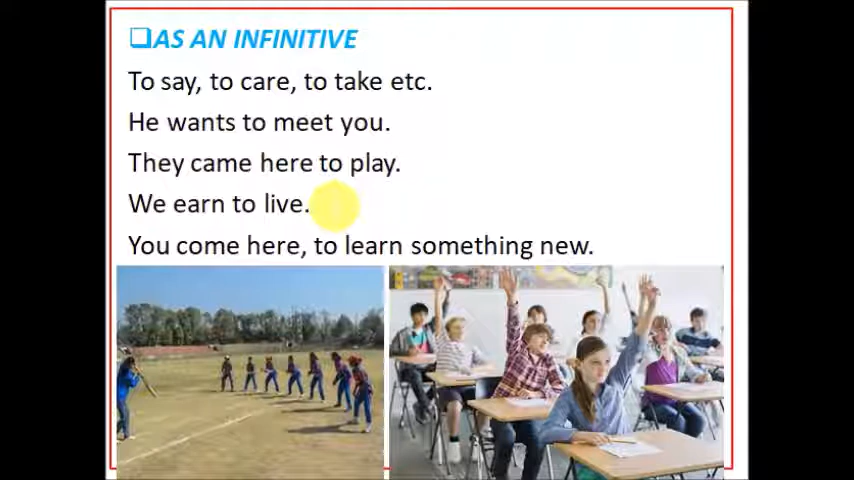 AS AN INFINITIVE
To say, to care, to take etc.
He wants to meet you.
They came here to play.
We earn to live.
You come here, to learn something new.